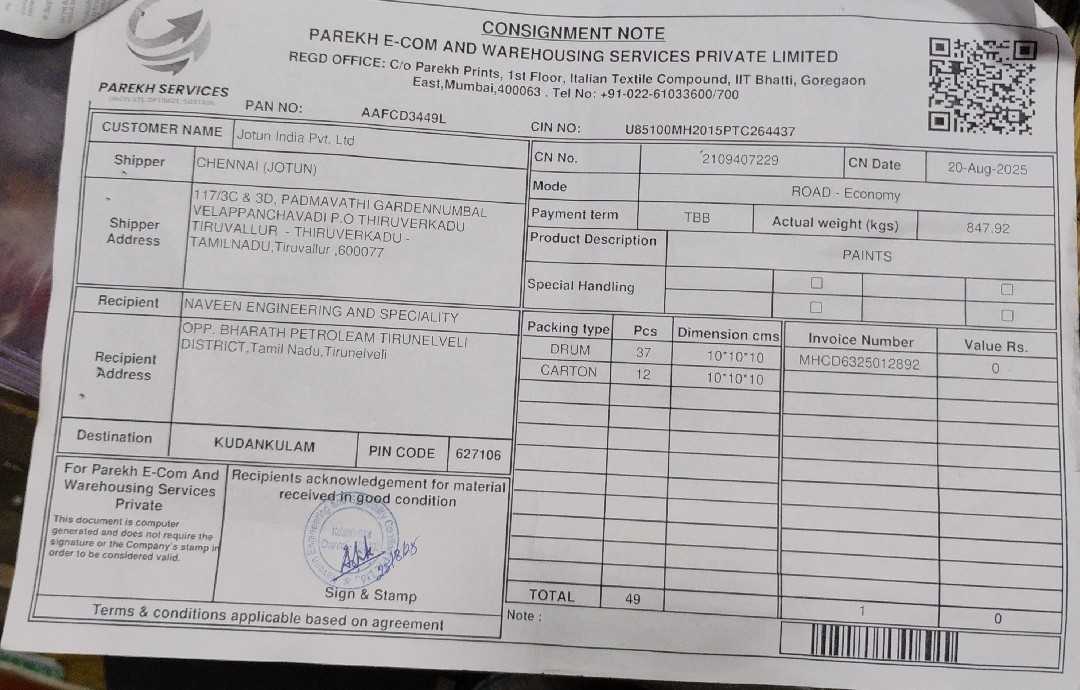 CONSIGNMENT NOTE
PAREKH E-COM AND WAREHOUSING SERVICES PRIVATE LIMITED
REGD OFFICE: C/o Parekh Prints, 1st Floor, Italian Textile Compound, IIT Bhatti, Goregaon
East,Mumbai,400063 . Tel No: +91-022-61033600/700
PAREKH SERVICES
PAN NO: AAFCD3449L CIN NO: U85100MH2015PTC264437
CUSTOMER NAME Jotun India Pvt. Ltd
CN No. 2109407229 CN Date 20-Aug-2025
Shipper CHENNAI (JOTUN)
Mode ROAD - Economy
Shipper Address
117/3C & 3D, PADMAVATHI GARDENNUMBAL
VELAPPANCHAVADI P.O THIRUVERKADU
TIRUVALLUR - THIRUVERKADU -
TAMILNADU,Tiruvallur ,600077
Payment term TBB Actual weight (kgs) 847.92
Product Description PAINTS
Special Handling
Recipient NAVEEN ENGINEERING AND SPECIALITY
Recipient Address
OPP. BHARATH PETROLEAM TIRUNELVELI
DISTRICT,Tamil Nadu,Tirunelveli
Packing type Pcs Dimension cms Invoice Number Value Rs.
DRUM 37 10*10*10 MHCD6325012892 0
CARTON 12 10*10*10
Destination KUDANKULAM PIN CODE 627106
For Parekh E-Com And
Warehousing Services
Private
This document is computer
generated and does not require the
signature or the Company's stamp in
order to be considered valid.
Recipients acknowledgement for material
received in good condition
Sign & Stamp
TOTAL 49 1 0
Terms & conditions applicable based on agreement
Note :